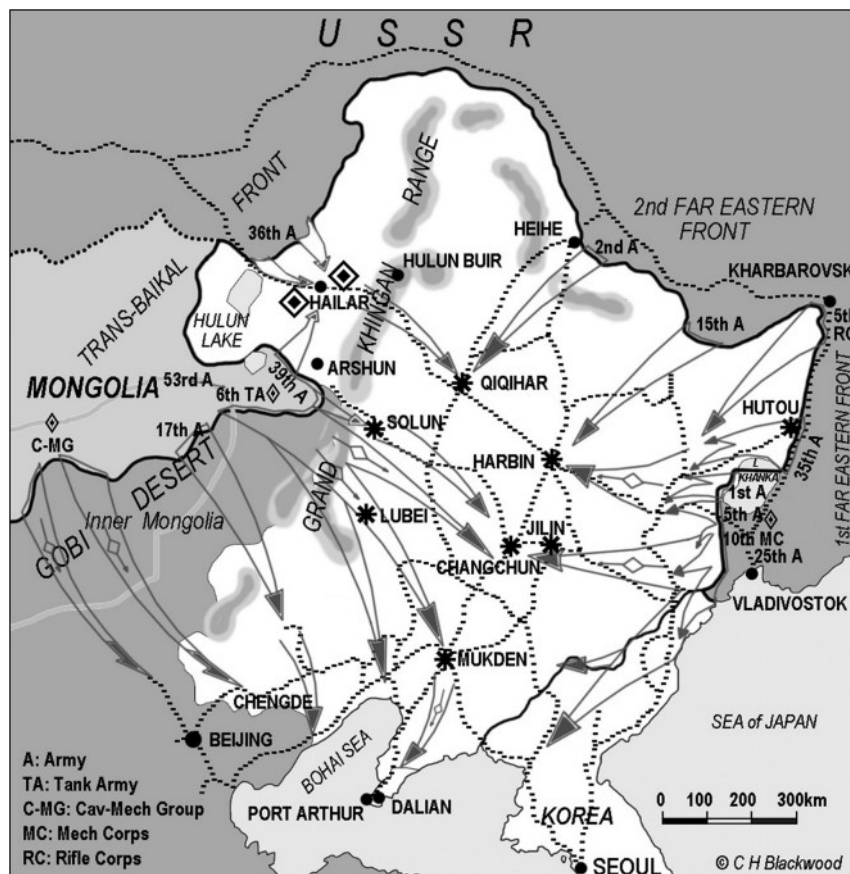 USSR
RANGE
FRONT
36th A
HEIHE
2nd A
2nd FAR EASTERN
FRONT
KHARBAROVSK
HULUN BUIR
HAILAR
KHINGAN
HULUN
LAKE
TRANS-BAIKAL
15th A
5th
RC
ARSHUN
39th A
MONGOLIA
53rd A
6th TA
QIQIHAR
C-MG
17th A
SOLUN
HUTOU
HARBIN
L
KHANKA
35th A
1st FAR EASTERN FRONT
GOBI DESERT
Inner Mongolia
GRAND
LUBEI
1st A
5th A
10th MC
25th A
JILIN
CHANGCHUN
VLADIVOSTOK
MUKDEN
CHENGDE
BEIJING
BOHAI SEA
SEA of JAPAN
PORT ARTHUR
DALIAN
KOREA
SEOUL
A: Army
TA: Tank Army
C-MG: Cav-Mech Group
MC: Mech Corps
RC: Rifle Corps
0 100 200 300km
© C H Blackwood